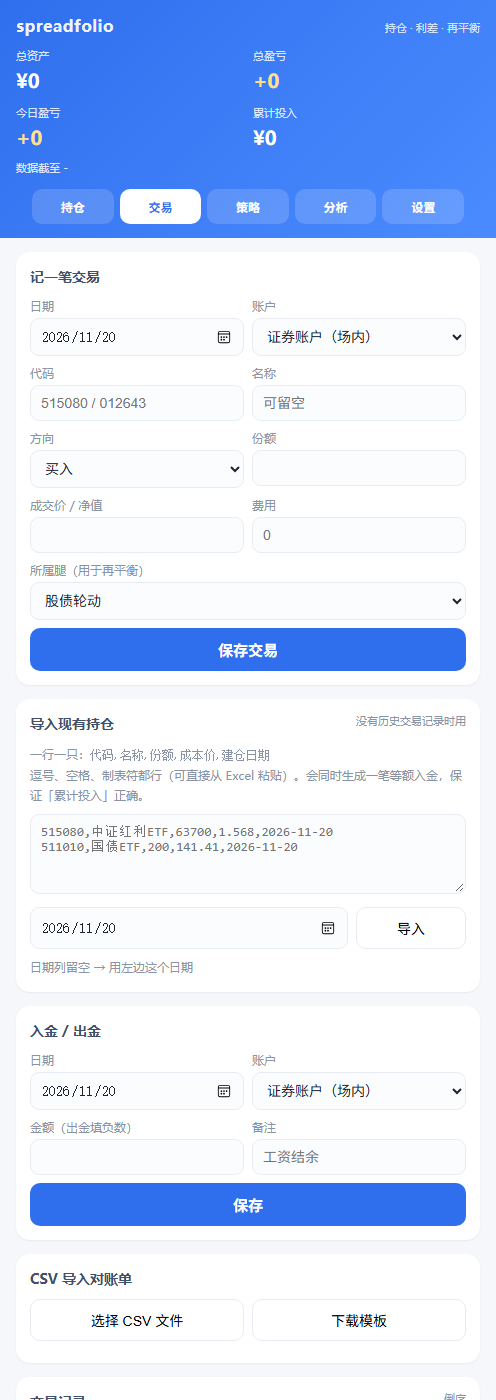 spreadfolio
持仓 · 利差 · 再平衡
总资产
总盈亏
¥0
+0
今日盈亏
累计投入
+0
¥0
数据截至 -
持仓
交易
策略
分析
设置
记一笔交易
日期
账户
2026/11/20
证券账户（场内）
代码
名称
515080 / 012643
可留空
方向
份额
买入
成交价 / 净值
费用
0
所属腿（用于再平衡）
股债轮动
保存交易
导入现有持仓
没有历史交易记录时用
一行一只：代码, 名称, 份额, 成本价, 建仓日期
逗号、空格、制表符都行（可直接从 Excel 粘贴）。会同时生成一笔等额入金，保
证「累计投入」正确。
515080,中证红利ETF,63700,1.568,2026-11-20
511010,国债ETF,200,141.41,2026-11-20
2026/11/20
导入
日期列留空 → 用左边这个日期
入金 / 出金
日期
账户
2026/11/20
证券账户（场内）
金额（出金填负数）
备注
工资结余
保存
CSV 导入对账单
选择 CSV 文件
下载模板
交易记录
倒序